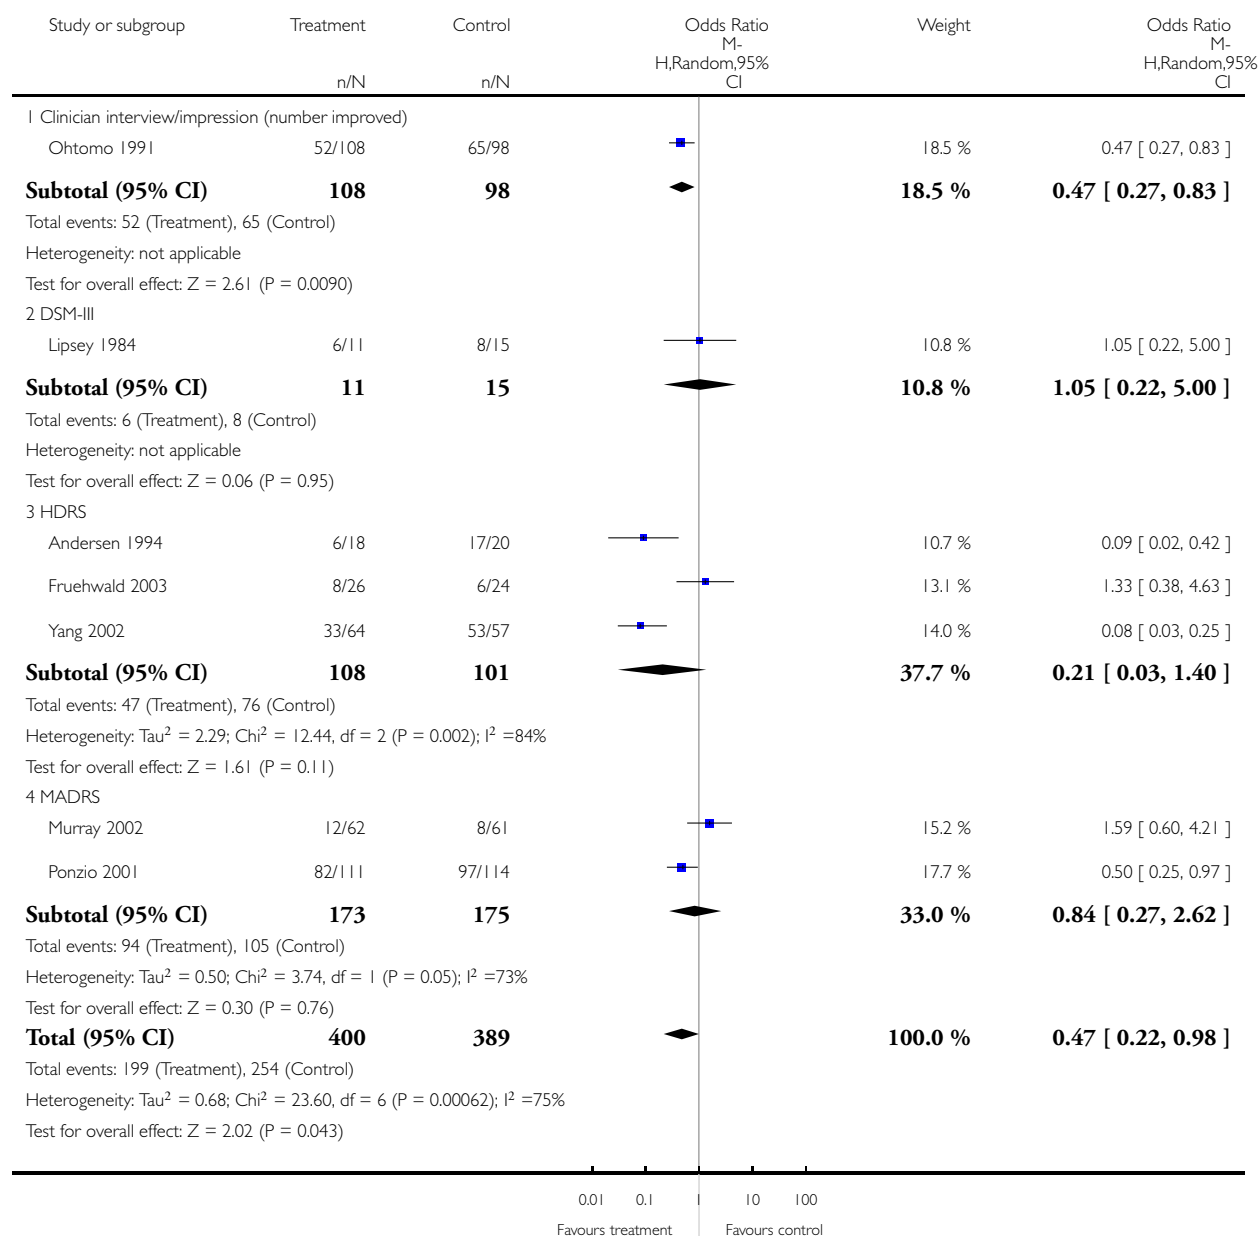 Study or subgroup Treatment Control Odds Ratio Weight Odds Ratio
M- M-
H,Random,95% H,Random,95%
n/N n/N CI CI
1 Clinician interview/impression (number improved)
Ohtomo 1991 52/108 65/98 18.5 % 0.47 [ 0.27, 0.83 ]
Subtotal (95% CI) 108 98 18.5 % 0.47 [ 0.27, 0.83 ]
Total events: 52 (Treatment), 65 (Control)
Heterogeneity: not applicable
Test for overall effect: Z = 2.61 (P = 0.0090)
2 DSM-III
Lipsey 1984 6/11 8/15 10.8 % 1.05 [ 0.22, 5.00 ]
Subtotal (95% CI) 11 15 10.8 % 1.05 [ 0.22, 5.00 ]
Total events: 6 (Treatment), 8 (Control)
Heterogeneity: not applicable
Test for overall effect: Z = 0.06 (P = 0.95)
3 HDRS
Andersen 1994 6/18 17/20 10.7 % 0.09 [ 0.02, 0.42 ]
Fruehwald 2003 8/26 6/24 13.1 % 1.33 [ 0.38, 4.63 ]
Yang 2002 33/64 53/57 14.0 % 0.08 [ 0.03, 0.25 ]
Subtotal (95% CI) 108 101 37.7 % 0.21 [ 0.03, 1.40 ]
Total events: 47 (Treatment), 76 (Control)
Heterogeneity: Tau² = 2.29; Chi² = 12.44, df = 2 (P = 0.002); I² =84%
Test for overall effect: Z = 1.61 (P = 0.11)
4 MADRS
Murray 2002 12/62 8/61 15.2 % 1.59 [ 0.60, 4.21 ]
Ponzio 2001 82/111 97/114 17.7 % 0.50 [ 0.25, 0.97 ]
Subtotal (95% CI) 173 175 33.0 % 0.84 [ 0.27, 2.62 ]
Total events: 94 (Treatment), 105 (Control)
Heterogeneity: Tau² = 0.50; Chi² = 3.74, df = 1 (P = 0.05); I² =73%
Test for overall effect: Z = 0.30 (P = 0.76)
Total (95% CI) 400 389 100.0 % 0.47 [ 0.22, 0.98 ]
Total events: 199 (Treatment), 254 (Control)
Heterogeneity: Tau² = 0.68; Chi² = 23.60, df = 6 (P = 0.00062); I² =75%
Test for overall effect: Z = 2.02 (P = 0.043)
0.01 0.1 1 10 100
Favours treatment Favours control